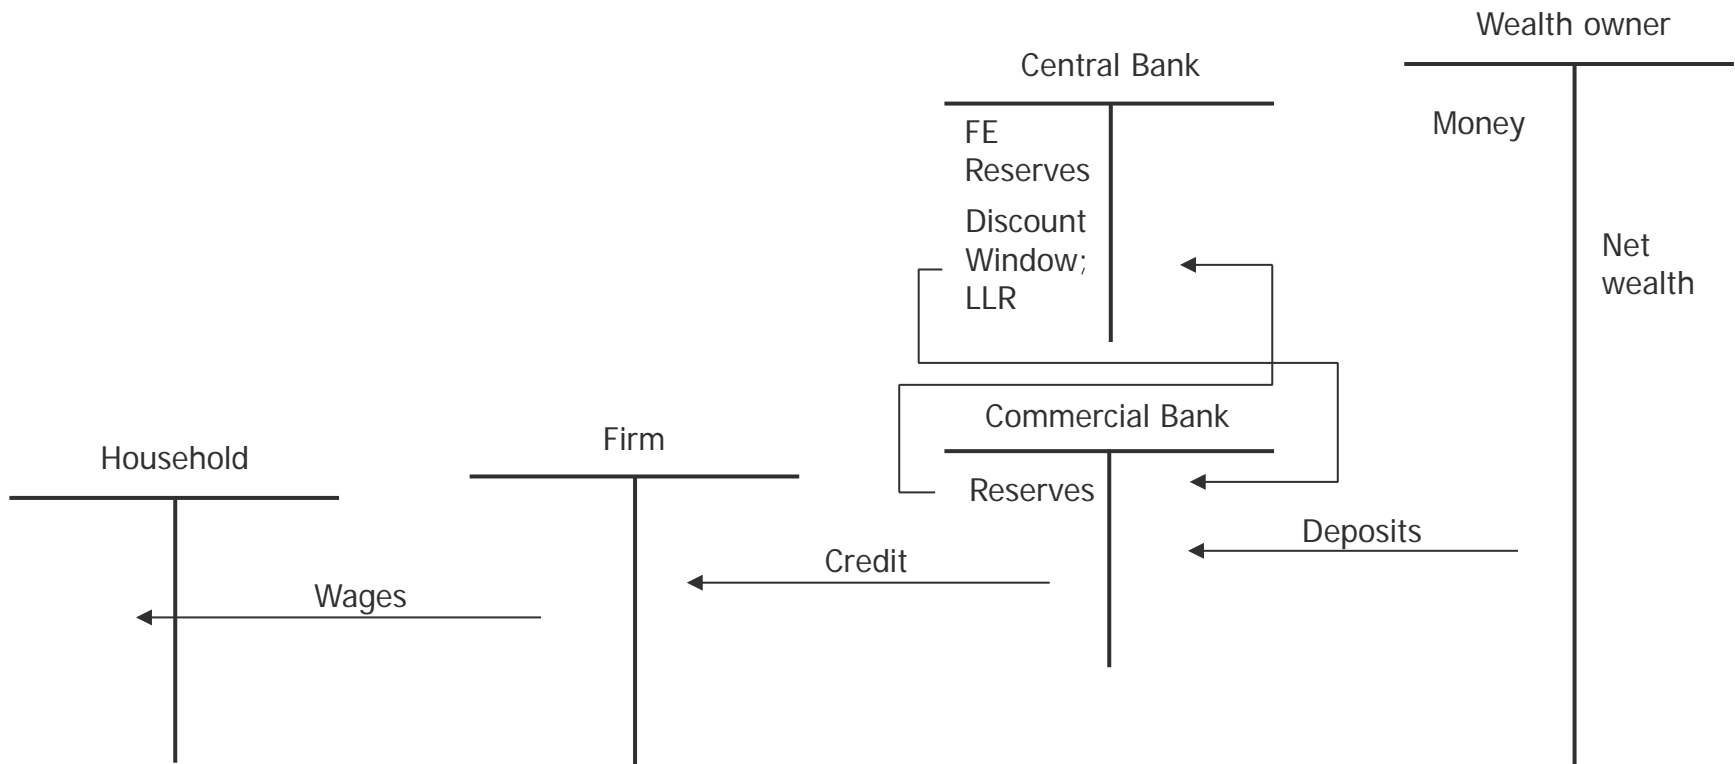 Wealth owner
Central Bank
Money
FE
Reserves
Discount
Window;
LLR
Net
wealth
Commercial Bank
Firm
Household
Reserves
Deposits
Credit
Wages